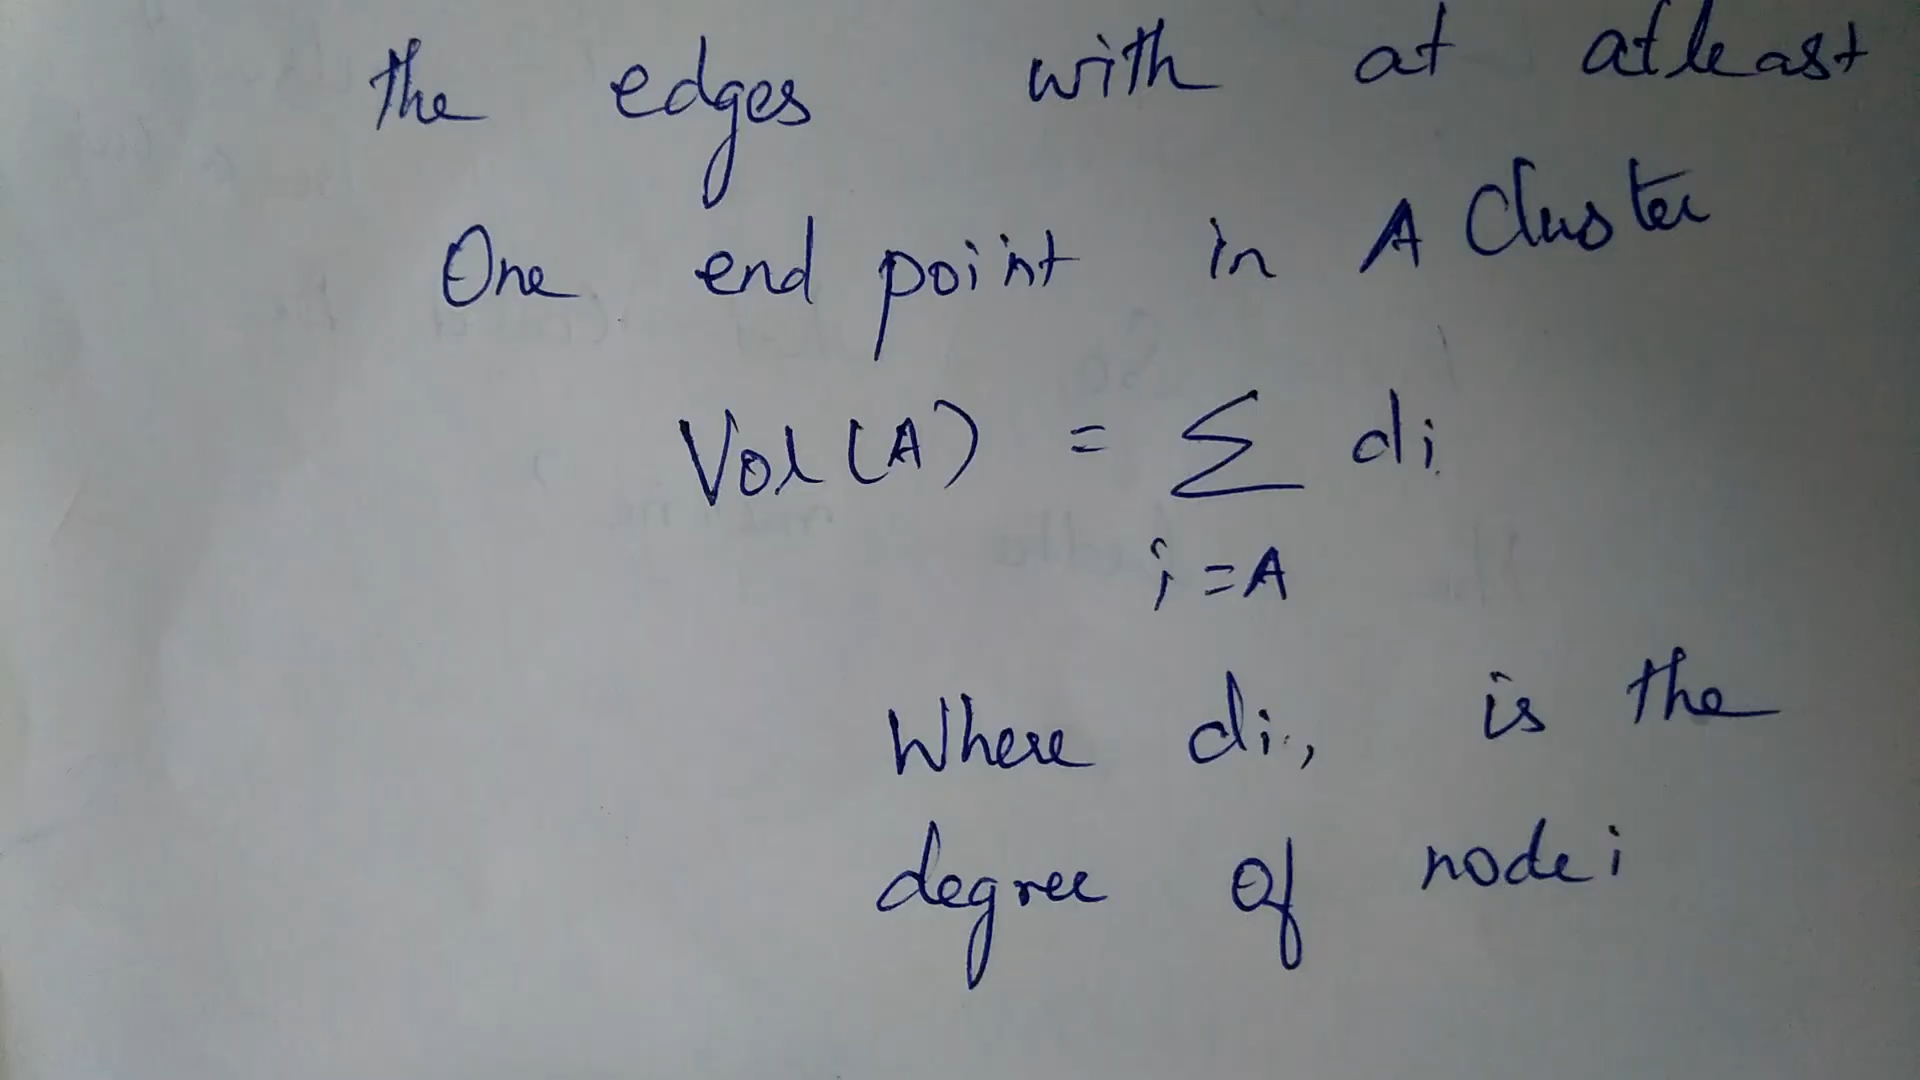 the edges with at atleast
One end point in A Cluster
Vol(A) = ∑ di
i=A
Where di, is the
degree of node i